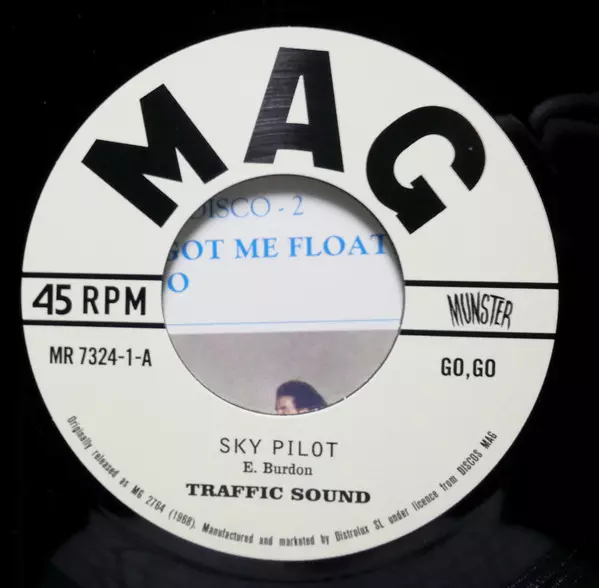 MAG
DISCO - 2
GOT ME FLOAT
O
45 RPM
MUNSTER
MR 7324-1-A
GO,GO
SKY PILOT
E. Burdon
TRAFFIC SOUND
Originally released as MG 2764 (1968). Manufactured and marketed by Distrolux SL under licence from DISCOS MAG